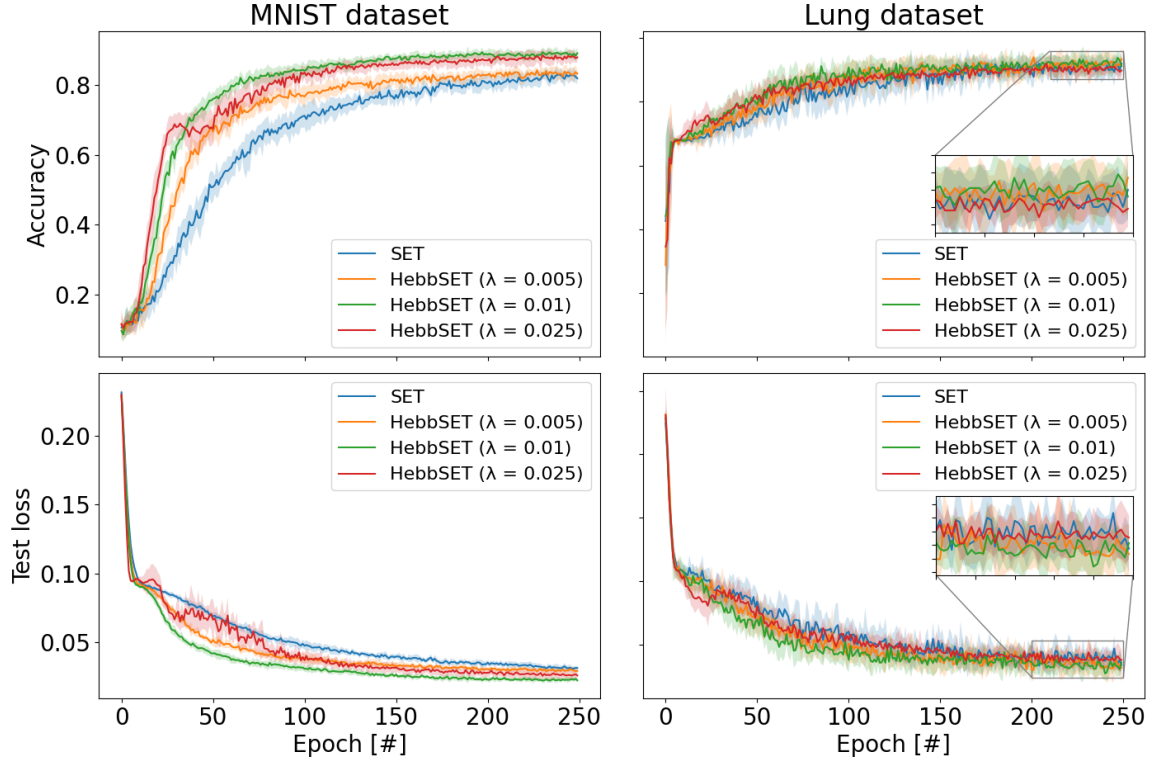 MNIST dataset
Lung dataset
Accuracy
0.8
0.6
0.4
0.2
SET
HebbSET (λ = 0.005)
HebbSET (λ = 0.01)
HebbSET (λ = 0.025)
SET
HebbSET (λ = 0.005)
HebbSET (λ = 0.01)
HebbSET (λ = 0.025)
Test loss
0.20
0.15
0.10
0.05
SET
HebbSET (λ = 0.005)
HebbSET (λ = 0.01)
HebbSET (λ = 0.025)
SET
HebbSET (λ = 0.005)
HebbSET (λ = 0.01)
HebbSET (λ = 0.025)
0 50 100 150 200 250
0 50 100 150 200 250
Epoch [#]
Epoch [#]